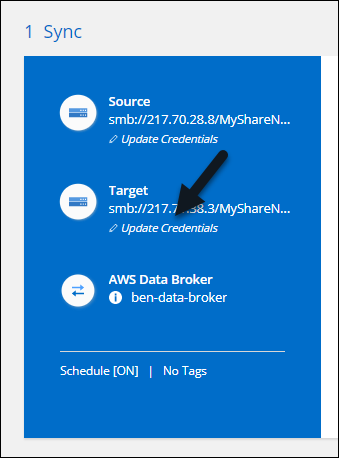 1 Sync
Source
smb://217.70.28.8/MyShareN...
Update Credentials
Target
smb://217.7 38.3/MyShareN...
Update Credentials
AWS Data Broker
ben-data-broker
Schedule [ON] | No Tags